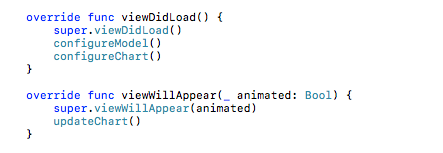 override func viewDidLoad() {
    super.viewDidLoad()
    configureModel()
    configureChart()
}
override func viewWillAppear(_ animated: Bool) {
    super.viewWillAppear(animated)
    updateChart()
}